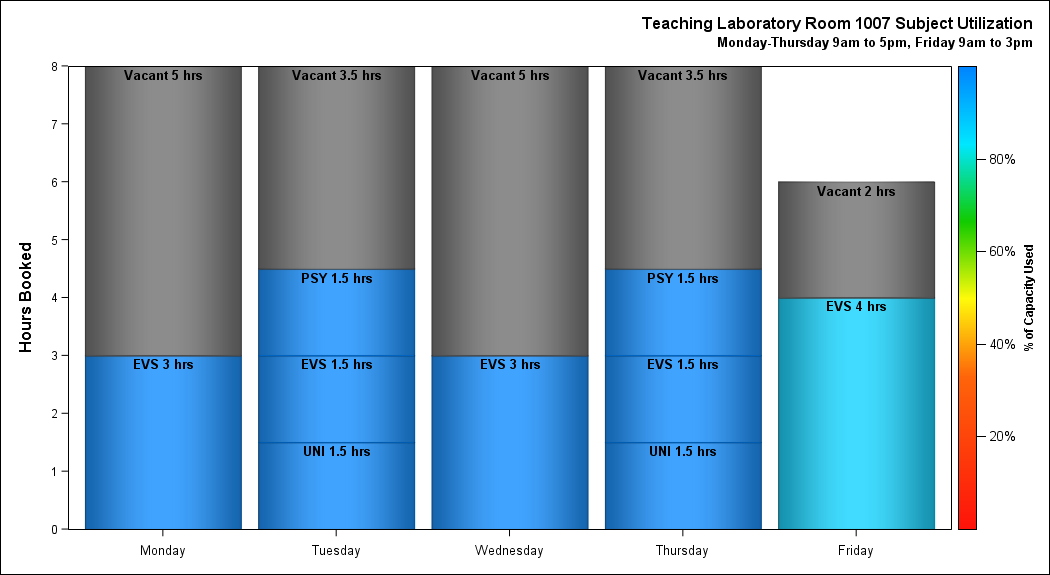 Teaching Laboratory Room 1007 Subject Utilization
Monday-Thursday 9am to 5pm, Friday 9am to 3pm
Hours Booked
8
7
6
5
4
3
2
1
0
Vacant 5 hrs
EVS 3 hrs
Vacant 3.5 hrs
PSY 1.5 hrs
EVS 1.5 hrs
UNI 1.5 hrs
Vacant 5 hrs
EVS 3 hrs
Vacant 3.5 hrs
PSY 1.5 hrs
EVS 1.5 hrs
UNI 1.5 hrs
Vacant 2 hrs
EVS 4 hrs
Monday
Tuesday
Wednesday
Thursday
Friday
80%
60%
40%
20%
% of Capacity Used